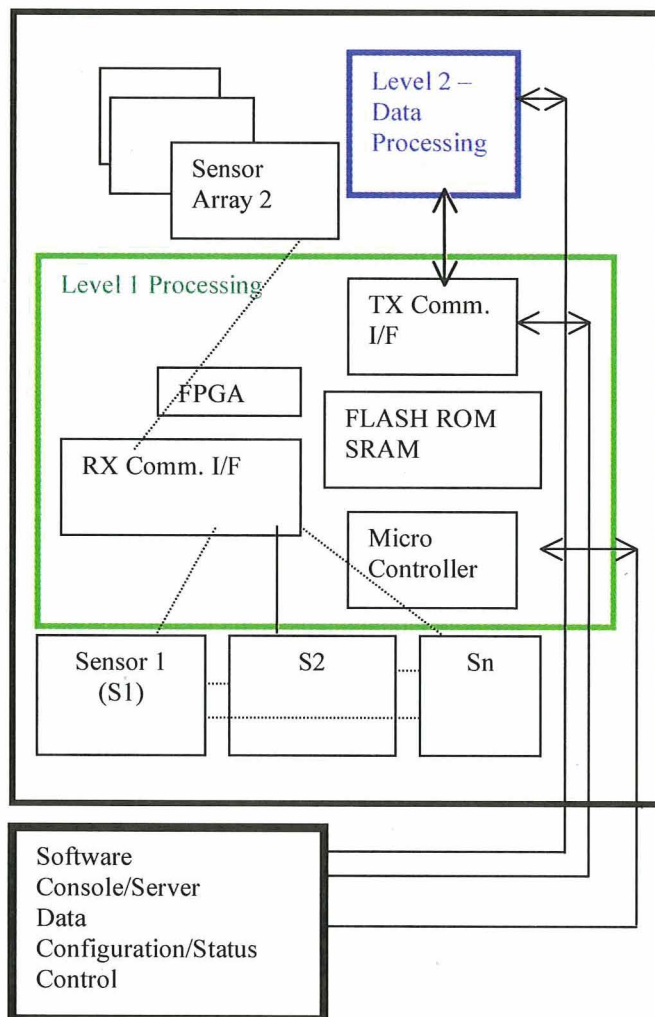 Level 2 –
Data
Processing
Sensor
Array 2
Level 1 Processing
TX Comm.
I/F
FPGA
FLASH ROM
SRAM
RX Comm. I/F
Micro
Controller
Sensor 1
(S1)
S2
Sn
Software
Console/Server
Data
Configuration/Status
Control